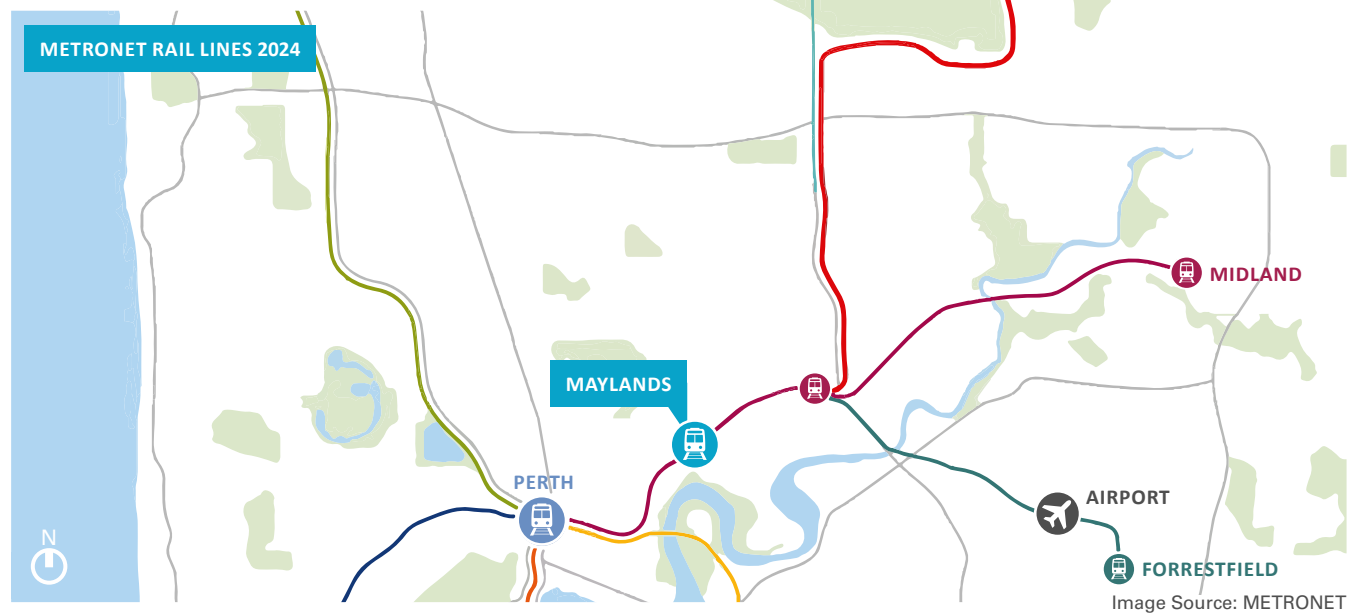 METRONET RAIL LINES 2024
MIDLAND
MAYLANDS
PERTH
AIRPORT
N
FORRESTFIELD
Image Source: METRONET